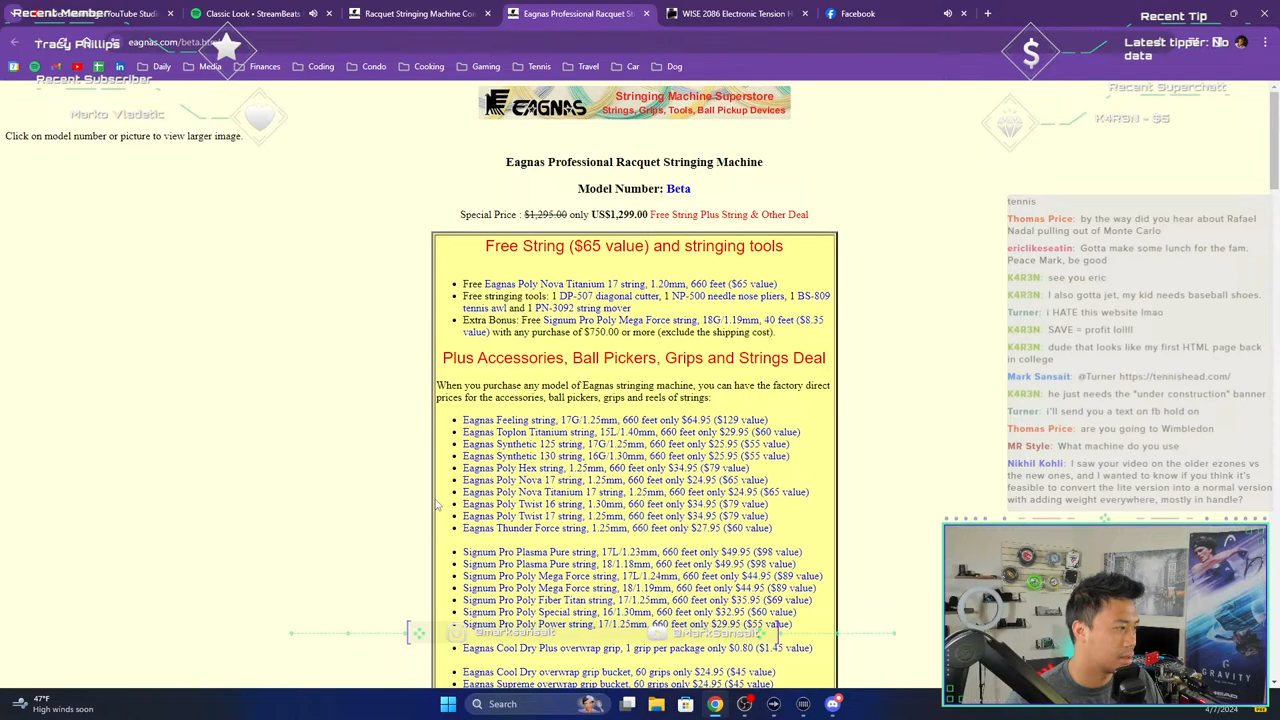 Recent Member
Classic Look - StreamBeats
Racquet Stringing Machine Con
Eagnas
WISE 2086 Electronic Tension H
Facebook
Recent Tip
Tracy Phillips
eagnas.com/beta.h
Latest tipper: No
data
Daily
Media
Finances
Coding
Condo
Gaming
Tennis
Travel
Car
Dog
Recent Subscriber
Marko Vladetic
Recent Superchatt
K4R3N - $5
EAGNAS
Stringing Machine Superstore
Strings, Grips, Tools, Ball Pickup Devices
Click on model number or picture to view larger image.
Eagnas Professional Racquet Stringing Machine
Model Number: Beta
Special Price : $1,295.00 only US$1,299.00 Free String Plus String & Other Deal
Free String ($65 value) and stringing tools
Free Eagnas Poly Nova Titanium 17 string, 1.20mm, 660 feet ($65 value)
Free stringing tools: 1 DP-507 diagonal cutter, 1 NP-500 needle nose pliers, 1 BS-809
tennis awl and 1 PN-3092 string mover
Extra Bonus: Free Signum Pro Poly Mega Force string, 18G/1.19mm, 40 feet ($8.35
value) with any purchase of $750.00 or more (exclude the shipping cost).
Plus Accessories, Ball Pickers, Grips and Strings Deal
When you purchase any model of Eagnas stringing machine, you can have the factory direct
prices for the accessories, ball pickers, grips and reels of strings:
Eagnas Feeling string, 17G/1.25mm, 660 feet only $64.95 ($129 value)
Eagnas Toplon Titanium string, 15L/1.40mm, 660 feet only $29.95 ($60 value)
Eagnas Synthetic 125 string, 17G/1.25mm, 660 feet only $25.95 ($55 value)
Eagnas Synthetic 130 string, 16G/1.30mm, 660 feet only $25.95 ($55 value)
Eagnas Poly Hex string, 1.25mm, 660 feet only $34.95 ($79 value)
Eagnas Poly Nova 17 string, 1.25mm, 660 feet only $24.95 ($65 value)
Eagnas Poly Nova Titanium 17 string, 1.25mm, 660 feet only $24.95 ($65 value)
Eagnas Poly Twist 16 string, 1.30mm, 660 feet only $34.95 ($79 value)
Eagnas Poly Twist 17 string, 1.25mm, 660 feet only $34.95 ($79 value)
Eagnas Thunder Force string, 1.25mm, 660 feet only $27.95 ($60 value)
Signum Pro Plasma Pure string, 17L/1.23mm, 660 feet only $49.95 ($98 value)
Signum Pro Plasma Pure string, 18/1.18mm, 660 feet only $49.95 ($98 value)
Signum Pro Poly Mega Force string, 17L/1.24mm, 660 feet only $44.95 ($89 value)
Signum Pro Poly Mega Force string, 18/1.19mm, 660 feet only $44.95 ($89 value)
Signum Pro Poly Fiber Titan string, 17/1.25mm, 660 feet only $35.95 ($69 value)
Signum Pro Poly Special string, 16/1.30mm, 660 feet only $32.95 ($60 value)
Signum Pro Poly Power string, 17/1.25mm, 660 feet only $29.95 ($55 value)
@marksansait
@MarkSansait
Eagnas Cool Dry Plus overwrap grip, 1 grip per package only $0.80 ($1.45 value)
Eagnas Cool Dry overwrap grip bucket, 60 grips only $24.95 ($45 value)
Eagnas Supreme overwrap grip bucket, 60 grips only $24.95 ($45 value)
tennis
Thomas Price: by the way did you hear about Rafael
Nadal pulling out of Monte Carlo
ericlikeseatin: Gotta make some lunch for the fam.
Peace Mark, be good
K4R3N: see you eric
K4R3N: I also gotta jet, my kid needs baseball shoes.
Turner: i HATE this website lmao
K4R3N: SAVE = profit lollll
K4R3N: dude that looks like my first HTML page back
in college
Mark Sansait: @Turner https://tennishead.com/
K4R3N: he just needs the "under construction" banner
Turner: i'll send you a text on fb hold on
Thomas Price: are you going to Wimbledon
MR Style: What machine do you use
Nikhil Kohli: I saw your video on the older ezones vs
the new ones, and I wanted to know if you think it's
feasible to convert the lite version into a normal version
with adding weight everywhere, mostly in handle?
GRAVITY
HEAD
47°F
High winds soon
Search
4/7/2024